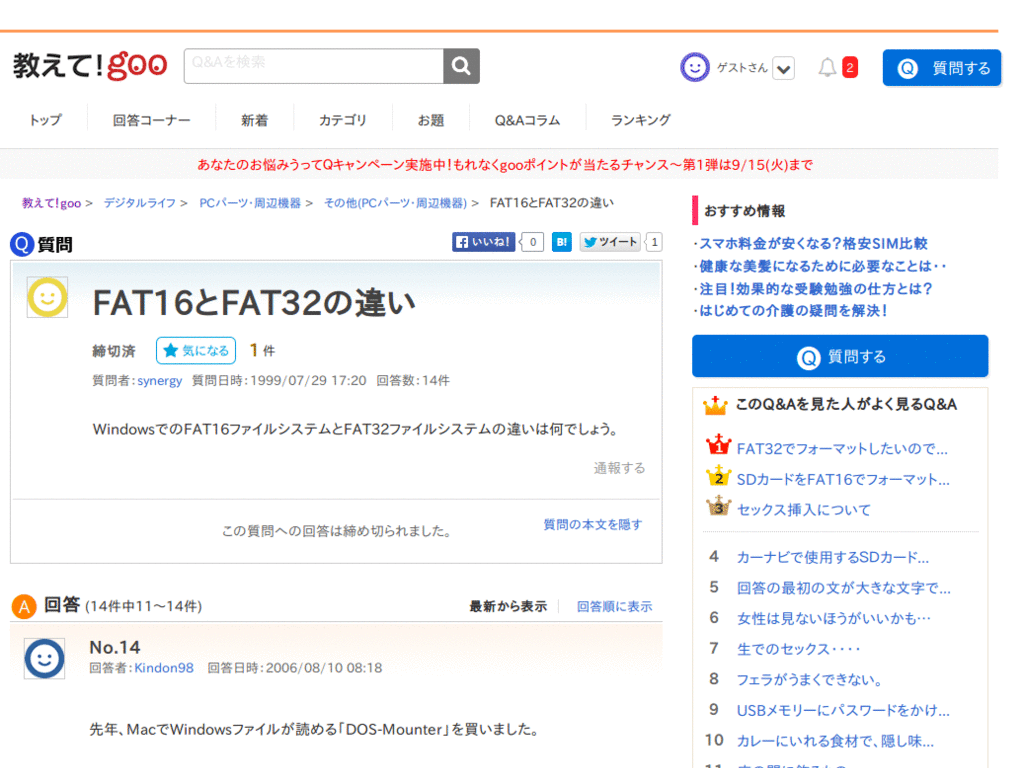 教えて!goo
Q&Aを検索
ゲストさん
2
Q 質問する
トップ
回答コーナー
新着
カテゴリ
お題
Q&Aコラム
ランキング
あなたのお悩みうってQキャンペーン実施中!もれなくgooポイントが当たるチャンス〜第1弾は9/15(火)まで
教えて!goo > デジタルライフ > PCパーツ・周辺機器 > その他(PCパーツ・周辺機器) > FAT16とFAT32の違い
Q 質問
いいね! 0 B! ツイート 1
FAT16とFAT32の違い
締切済 気になる 1 件
質問者:synergy 質問日時:1999/07/29 17:20 回答数:14件
WindowsでのFAT16ファイルシステムとFAT32ファイルシステムの違いは何でしょう。
通報する
この質問への回答は締め切られました。
質問の本文を隠す
A 回答 (14件中11〜14件)
最新から表示
回答順に表示
No.14
回答者:Kindon98 回答日時:2006/08/10 08:18
先年、MacでWindowsファイルが読める「DOS-Mounter」を買いました。
おすすめ情報
・スマホ料金が安くなる?格安SIM比較
・健康な美髪になるために必要なことは・・
・注目!効果的な受験勉強の仕方とは?
・はじめての介護の疑問を解決!
Q 質問する
このQ&Aを見た人がよく見るQ&A
1 FAT32でフォーマットしたいので...
2 SDカードをFAT16でフォーマット...
3 セックス挿入について
4 カーナビで使用するSDカード...
5 回答の最初の文が大きな文字で...
6 女性は見ないほうがいいかも…
7 生でのセックス・・・・
8 フェラがうまくできない。
9 USBメモリーにパスワードをかけ...
10 カレーにいれる食材で、隠し味...